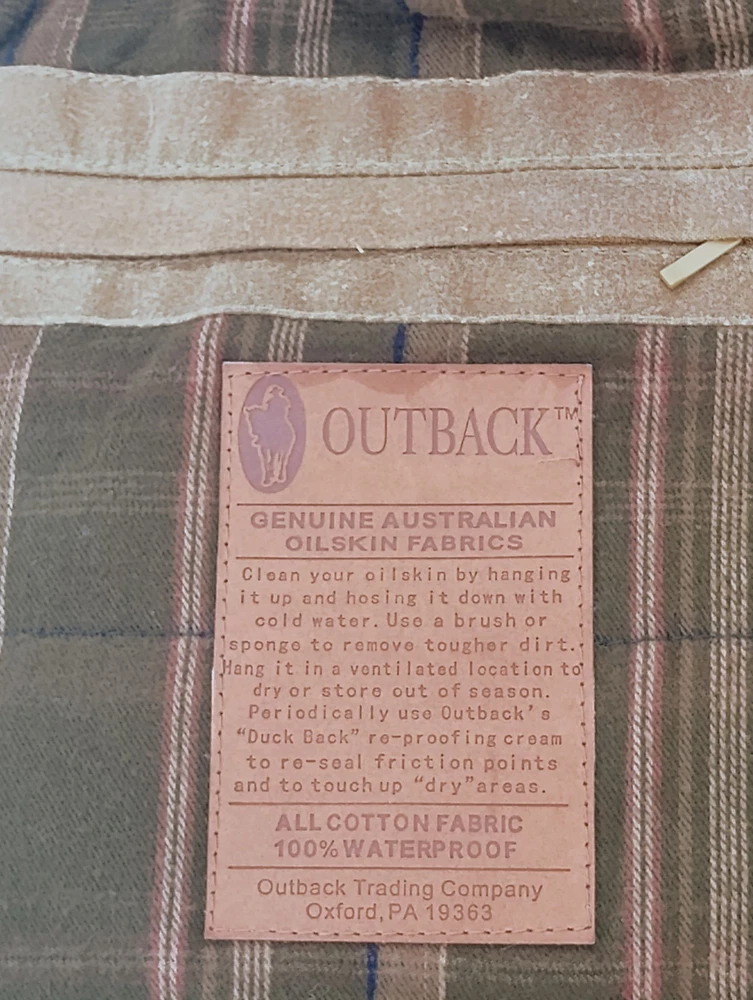 OUTBACK™
GENUINE AUSTRALIAN
OILSKIN FABRICS
Clean your oilskin by hanging
it up and hosing it down with
cold water. Use a brush or
sponge to remove tougher dirt.
Hang it in a ventilated location to
dry or store out of season.
Periodically use Outback's
“Duck Back” re-proofing cream
to re-seal friction points
and to touch up “dry”areas.
ALL COTTON FABRIC
100% WATERPROOF
Outback Trading Company
Oxford, PA 19363